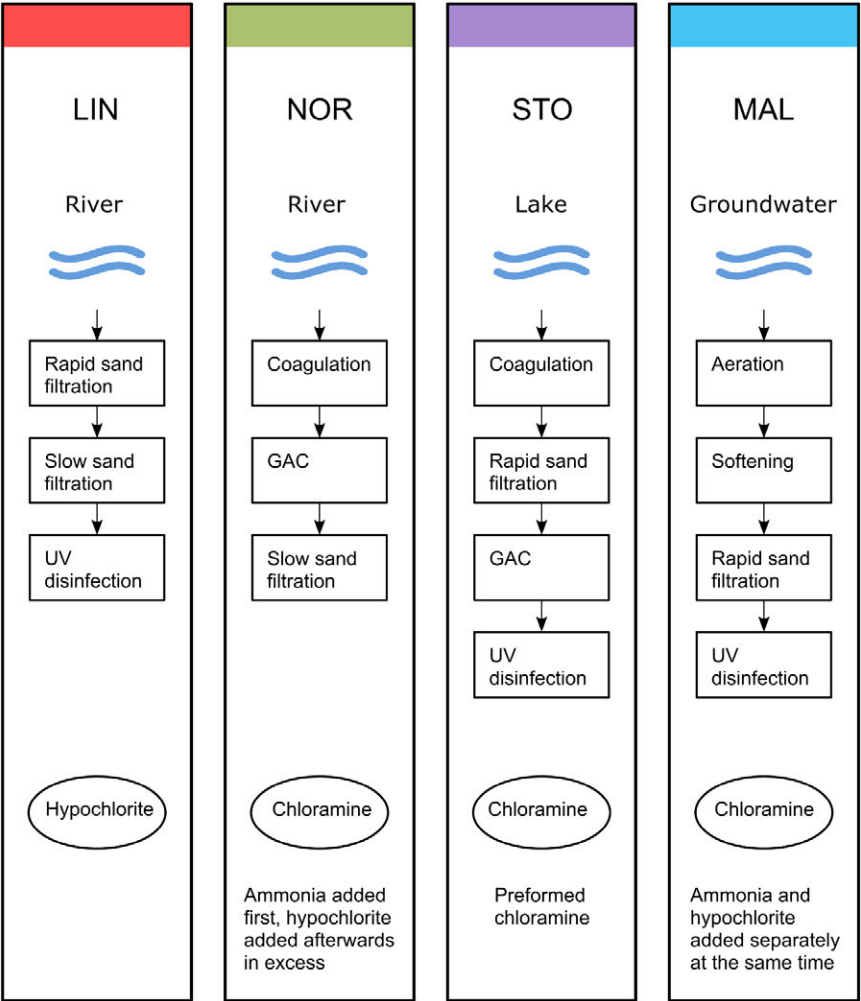 LIN
River
Rapid sand
filtration
Slow sand
filtration
UV
disinfection
Hypochlorite
NOR
River
Coagulation
GAC
Slow sand
filtration
Chloramine
Ammonia added
first, hypochlorite
added afterwards
in excess
STO
Lake
Coagulation
Rapid sand
filtration
GAC
UV
disinfection
Chloramine
Preformed
chloramine
MAL
Groundwater
Aeration
Softening
Rapid sand
filtration
UV
disinfection
Chloramine
Ammonia and
hypochlorite
added separately
at the same time